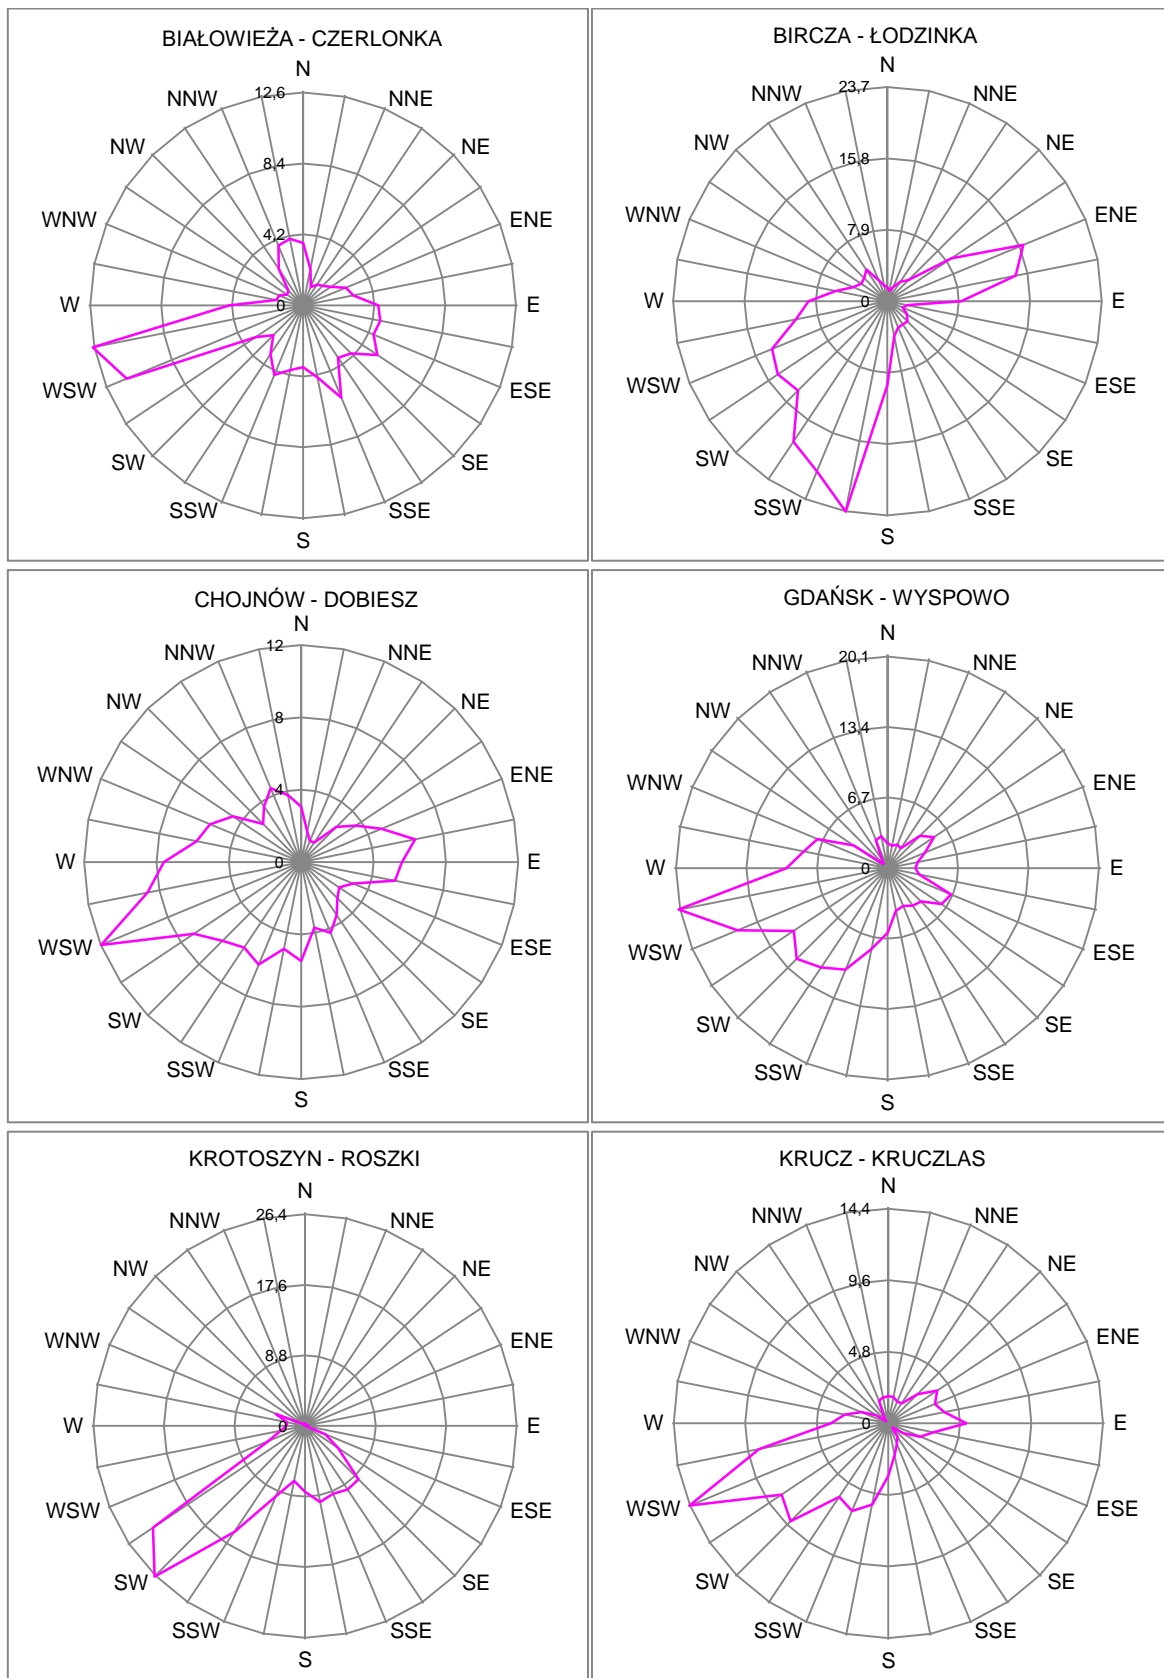 BIAŁOWIEŻA - CZERLONKA
N
12,6
NNW
NNE
NW
NE
8,4
WNW
ENE
4,2
W
0
E
WSW
ESE
SW
SE
SSW
SSE
S
BIRCZA - ŁODZINKA
N
23,7
NNW
NNE
NW
NE
15,8
WNW
ENE
7,9
W
0
E
WSW
ESE
SW
SE
SSW
SSE
S
CHOJNÓW - DOBIESZ
N
12
NNW
NNE
NW
NE
8
WNW
ENE
4
W
0
E
WSW
ESE
SW
SE
SSW
SSE
S
GDAŃSK - WYSPOWO
N
20,1
NNW
NNE
NW
NE
13,4
WNW
ENE
6,7
W
0
E
WSW
ESE
SW
SE
SSW
SSE
S
KROTOSZYN - ROSZKI
N
26,4
NNW
NNE
NW
NE
17,6
WNW
ENE
8,8
W
0
E
WSW
ESE
SW
SE
SSW
SSE
S
KRUCZ - KRUCZLAS
N
14,4
NNW
NNE
NW
NE
9,6
WNW
ENE
4,8
W
0
E
WSW
ESE
SW
SE
SSW
SSE
S